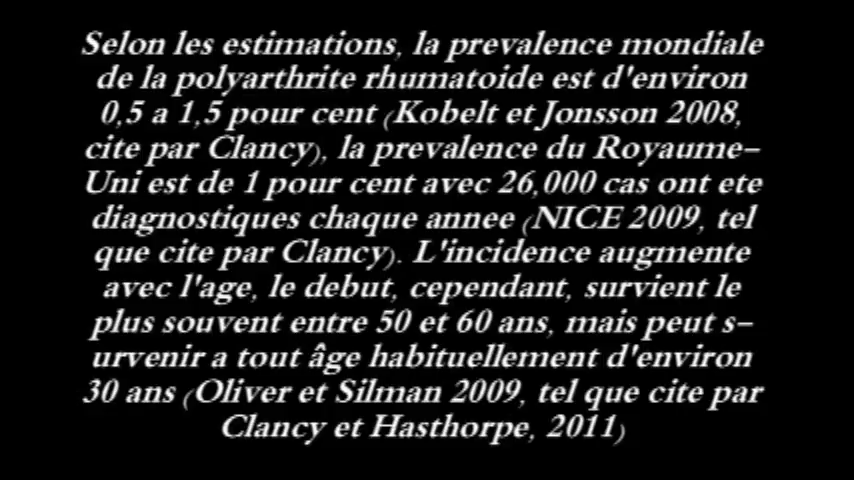 Selon les estimations, la prevalence mondiale
de la polyarthrite rhumatoide est d'environ
0,5 a 1,5 pour cent (Kobelt et Jonsson 2008,
cite par Clancy), la prevalence du Royaume-
Uni est de 1 pour cent avec 26,000 cas ont ete
diagnostiques chaque annee (NICE 2009, tel
que cite par Clancy). L'incidence augmente
avec l'age, le debut, cependant, survient le
plus souvent entre 50 et 60 ans, mais peut s-
urvenir a tout âge habituellement d'environ
30 ans (Oliver et Silman 2009, tel que cite par
Clancy et Hasthorpe, 2011)